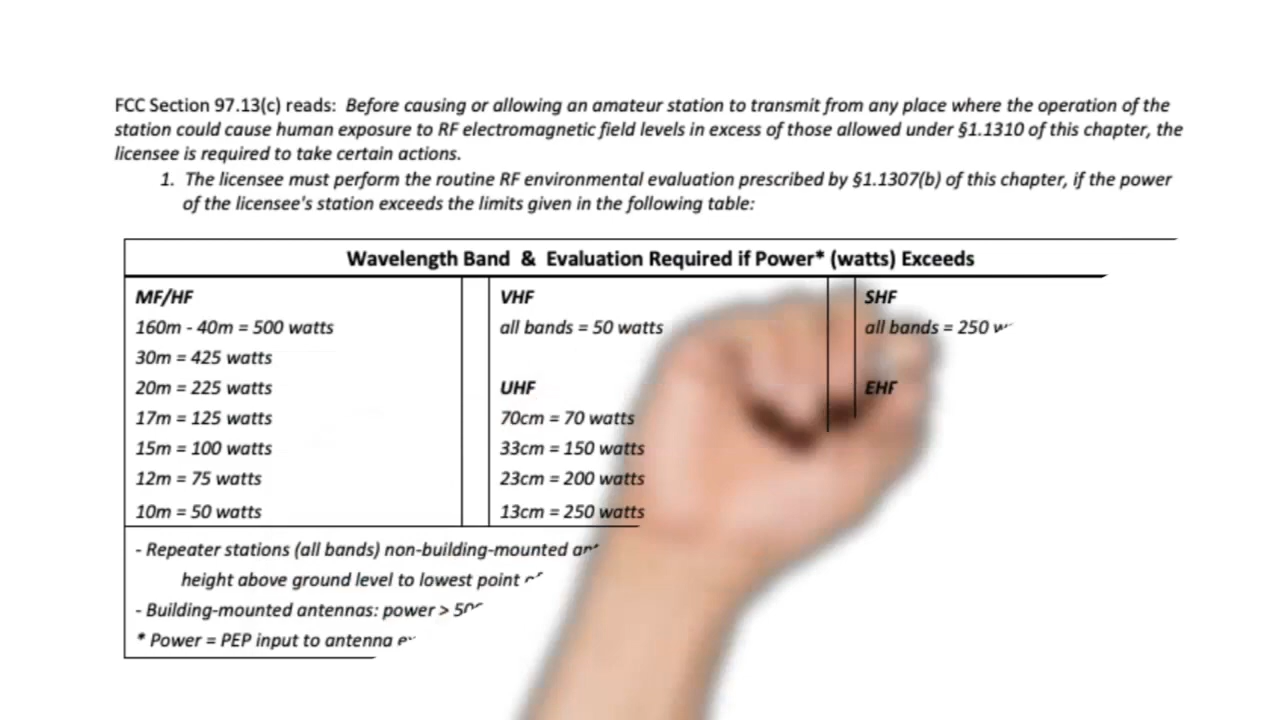 FCC Section 97.13(c) reads: Before causing or allowing an amateur station to transmit from any place where the operation of the
station could cause human exposure to RF electromagnetic field levels in excess of those allowed under §1.1310 of this chapter, the
licensee is required to take certain actions.
1. The licensee must perform the routine RF environmental evaluation prescribed by §1.1307(b) of this chapter, if the power
of the licensee's station exceeds the limits given in the following table:
Wavelength Band & Evaluation Required if Power* (watts) Exceeds
MF/HF
160m - 40m = 500 watts
30m = 425 watts
20m = 225 watts
17m = 125 watts
15m = 100 watts
12m = 75 watts
10m = 50 watts
VHF
all bands = 50 watts
UHF
70cm = 70 watts
33cm = 150 watts
23cm = 200 watts
13cm = 250 watts
SHF
all bands = 250
EHF
- Repeater stations (all bands) non-building-mounted
height above ground level to lowest point
- Building-mounted antennas: power >
* Power = PEP input to antenna